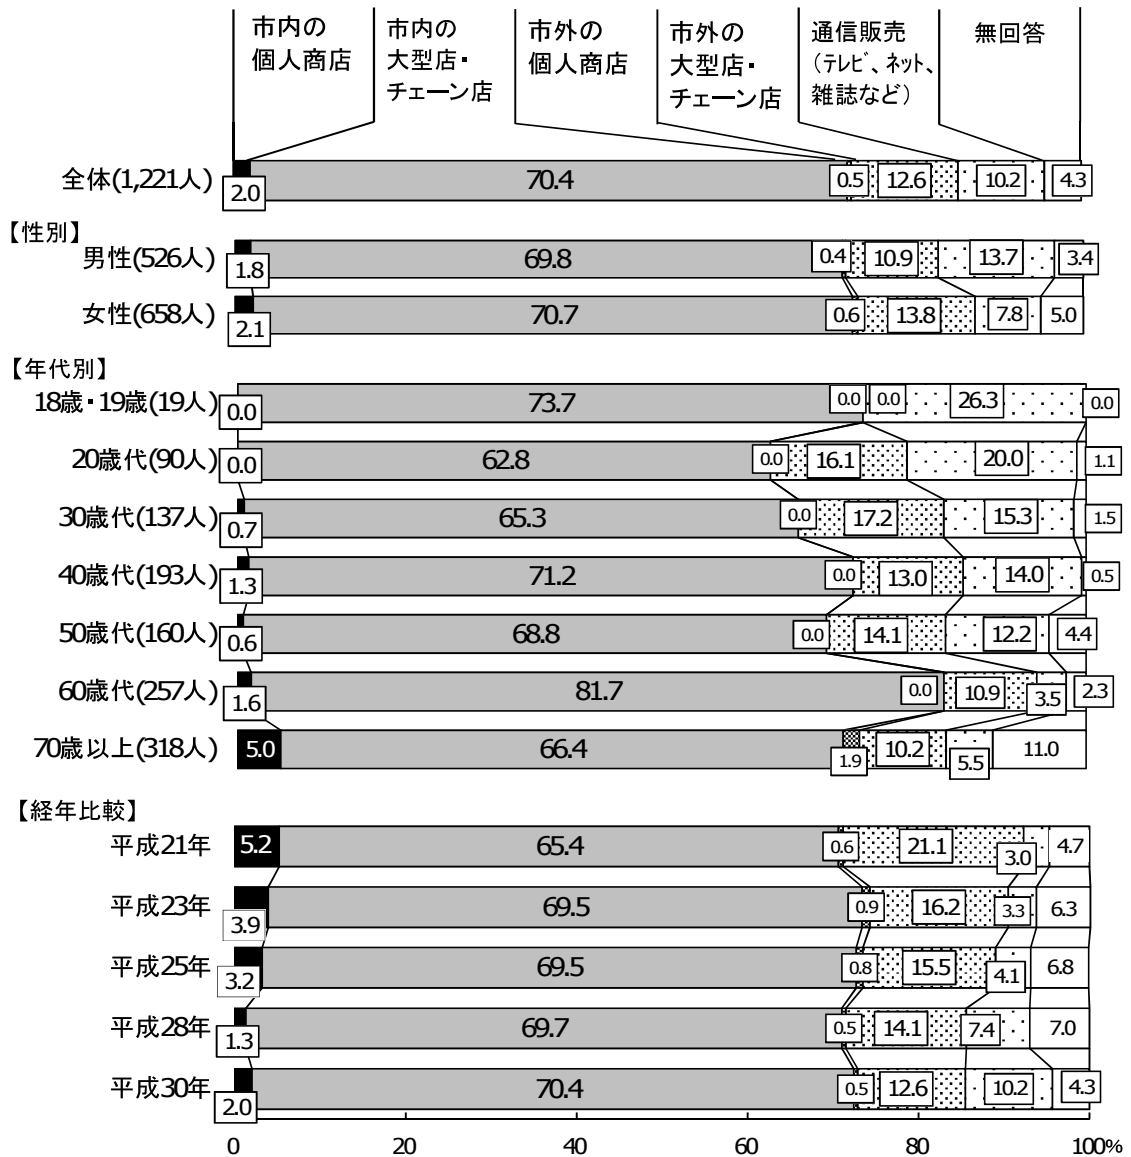 市内の
個人商店
市内の
大型店・
チェーン店
市外の
個人商店
市外の
大型店・
チェーン店
通信販売
(テレビ、ネット、
雑誌など)
無回答
全体(1,221人) 2.0 70.4 0.5 12.6 10.2 4.3
【性別】
男性(526人) 1.8 69.8 0.4 10.9 13.7 3.4
女性(658人) 2.1 70.7 0.6 13.8 7.8 5.0
【年代別】
18歳・19歳(19人) 0.0 73.7 0.0 0.0 26.3 0.0
20歳代(90人) 0.0 62.8 0.0 16.1 20.0 1.1
30歳代(137人) 0.7 65.3 0.0 17.2 15.3 1.5
40歳代(193人) 1.3 71.2 0.0 13.0 14.0 0.5
50歳代(160人) 0.6 68.8 0.0 14.1 12.2 4.4
60歳代(257人) 1.6 81.7 0.0 10.9 3.5 2.3
70歳以上(318人) 5.0 66.4 1.9 10.2 5.5 11.0
【経年比較】
平成21年 5.2 65.4 0.6 21.1 3.0 4.7
平成23年 3.9 69.5 0.9 16.2 3.3 6.3
平成25年 3.2 69.5 0.8 15.5 4.1 6.8
平成28年 1.3 69.7 0.5 14.1 7.4 7.0
平成30年 2.0 70.4 0.5 12.6 10.2 4.3
0 20 40 60 80 100%